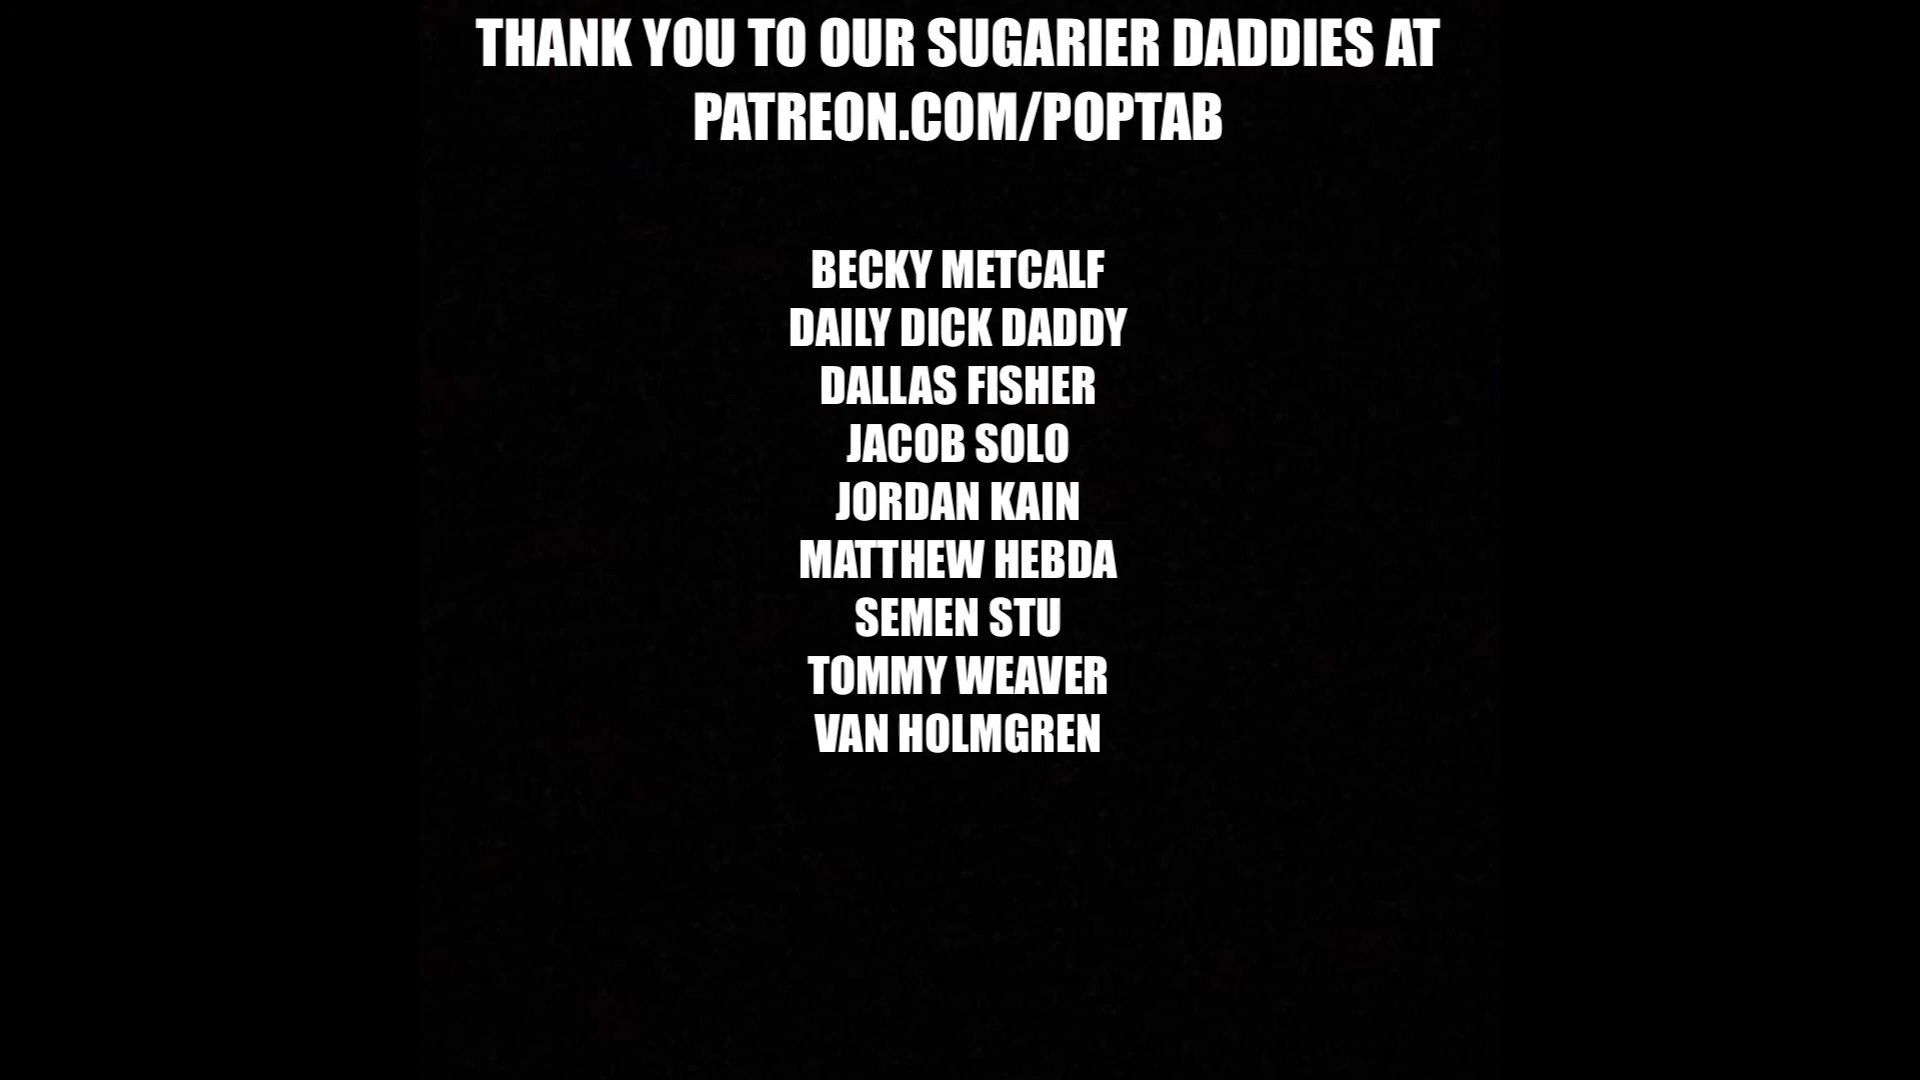 THANK YOU TO OUR SUGARIER DADDIES AT
PATREON.COM/POPTAB
BECKY METCALF
DAILY DICK DADDY
DALLAS FISHER
JACOB SOLO
JORDAN KAIN
MATTHEW HEBDA
SEMEN STU
TOMMY WEAVER
VAN HOLMGREN